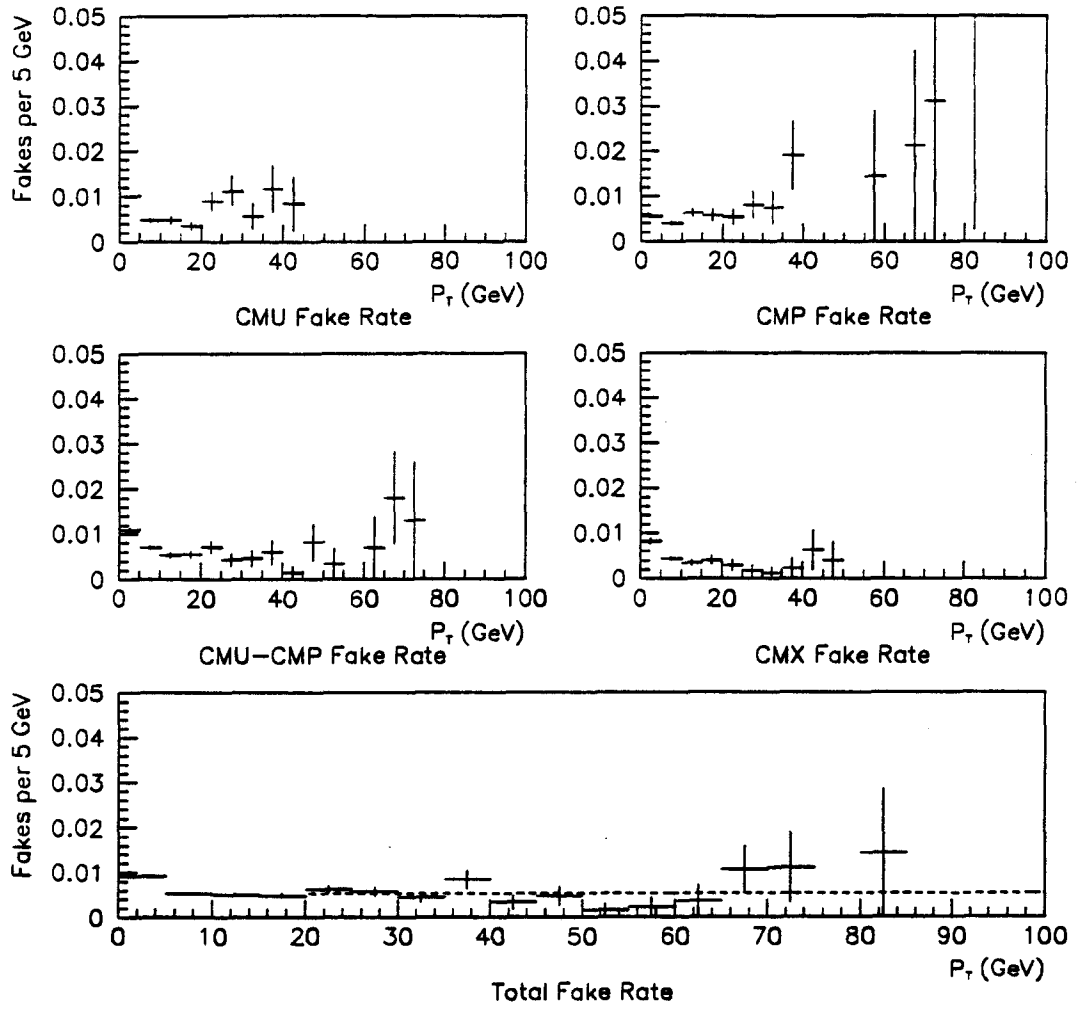 Fakes per 5 GeV
0.05
0.04
0.03
0.02
0.01
0
0 20 40 60 80 100
P_T (GeV)
CMU Fake Rate
0.05
0.04
0.03
0.02
0.01
0
0 20 40 60 80 100
P_T (GeV)
CMP Fake Rate
0.05
0.04
0.03
0.02
0.01
0
0 20 40 60 80 100
P_T (GeV)
CMU-CMP Fake Rate
0.05
0.04
0.03
0.02
0.01
0
0 20 40 60 80 100
P_T (GeV)
CMX Fake Rate
Fakes per 5 GeV
0.05
0.04
0.03
0.02
0.01
0
0 10 20 30 40 50 60 70 80 90 100
P_T (GeV)
Total Fake Rate